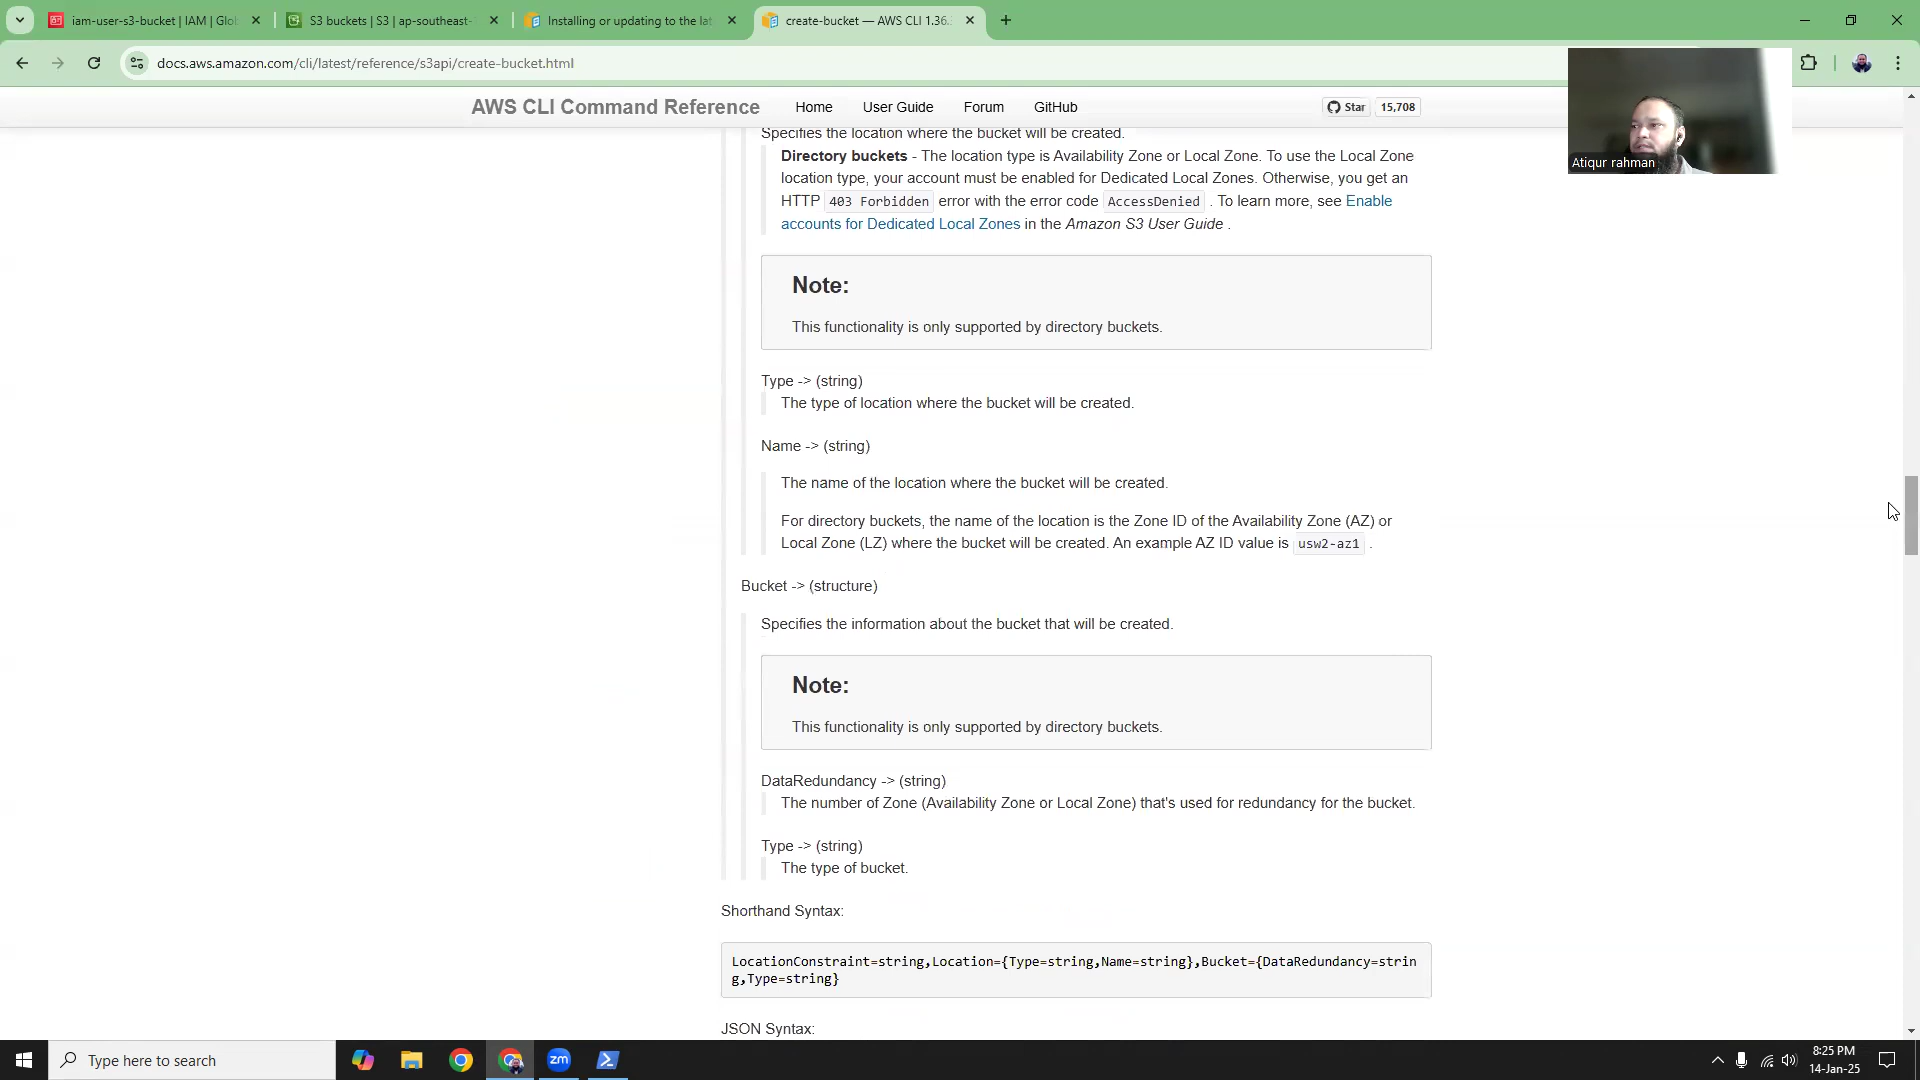 iam-user-s3-bucket | IAM | Glob
S3 buckets | S3 | ap-southeast-
Installing or updating to the lat
create-bucket — AWS CLI 1.36.
docs.aws.amazon.com/cli/latest/reference/s3api/create-bucket.html
AWS CLI Command Reference
Home
User Guide
Forum
GitHub
Star
15,708
Atiqur rahman
Specifies the location where the bucket will be created.
Directory buckets - The location type is Availability Zone or Local Zone. To use the Local Zone
location type, your account must be enabled for Dedicated Local Zones. Otherwise, you get an
HTTP 403 Forbidden error with the error code AccessDenied . To learn more, see Enable
accounts for Dedicated Local Zones in the Amazon S3 User Guide .
Note:
This functionality is only supported by directory buckets.
Type -> (string)
The type of location where the bucket will be created.
Name -> (string)
The name of the location where the bucket will be created.
For directory buckets, the name of the location is the Zone ID of the Availability Zone (AZ) or
Local Zone (LZ) where the bucket will be created. An example AZ ID value is usw2-az1 .
Bucket -> (structure)
Specifies the information about the bucket that will be created.
Note:
This functionality is only supported by directory buckets.
DataRedundancy -> (string)
The number of Zone (Availability Zone or Local Zone) that's used for redundancy for the bucket.
Type -> (string)
The type of bucket.
Shorthand Syntax:
LocationConstraint=string,Location={Type=string,Name=string},Bucket={DataRedundancy=strin
g,Type=string}
JSON Syntax:
Type here to search
zm
8:25 PM
14-Jan-25